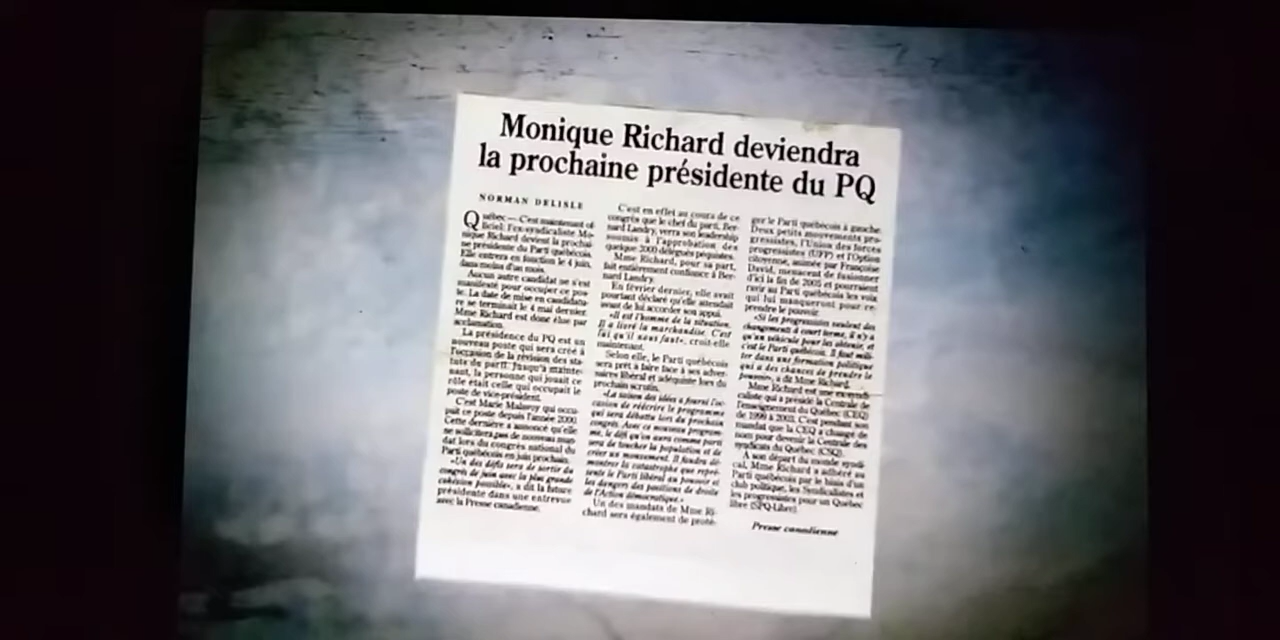 Monique Richard deviendra
la prochaine présidente du PQ
NORMAN DELISLE
Québec — C'est maintenant of-
ficiel: l'ex-syndicaliste Mo-
nique Richard devient la prochai-
ne présidente du Parti québécois.
Elle entrera en fonction le 4 juin,
dans moins d'un mois.
Aucun autre candidat ne s'est
manifesté pour occuper ce pos-
te. La date de mise en candidatu-
re se terminait le 4 mai dernier.
Mme Richard est donc élue par
acclamation.
La présidence du PQ est un
nouveau poste qui sera créé à
l'occasion de la révision des sta-
tuts du parti. Jusqu'à mainte-
nant, la personne qui jouait ce
rôle était celle qui occupait le
poste de vice-président.
C'est Marie Malavoy qui occu-
pait ce poste depuis l'année 2000.
Cette dernière a annoncé qu'elle
ne sollicitera pas de nouveau man-
dat lors du congrès national du
Parti québécois en juin prochain.
«Un des défis sera de sortir du
congrès de juin avec la plus grande
cohésion possible», a dit la future
présidente dans une entrevue
avec la Presse canadienne.
C'est en effet au cours de ce
congrès que le chef du parti, Ber-
nard Landry, verra son leadership
soumis à l'approbation des
quelque 2000 délégués péquistes.
Mme Richard, pour sa part,
fait entièrement confiance à Ber-
nard Landry.
En février dernier, elle avait
pourtant déclaré qu'elle attendait
avant de lui accorder son appui.
«Il est l'homme de la situation.
Il a livré la marchandise. C'est
lui qu'il nous faut», croit-elle
maintenant.
Selon elle, le Parti québécois
sera prêt à faire face à ses adver-
saires libéral et adéquiste lors du
prochain scrutin.
«La saison des idées a fourni l'oc-
casion de réécrire le programme
qui sera débattu lors du prochain
congrès. Avec ce nouveau program-
me, le défi qu'on aura comme parti
sera de toucher la population et de
créer un mouvement. Il faudra dé-
montrer la catastrophe que repré-
sente le Parti libéral au pouvoir et
les dangers des positions de droite
de l'Action démocratique.»
Un des mandats de Mme Ri-
chard sera également de proté-
ger le Parti québécois à gauche.
Deux petits mouvements pro-
gressistes, l'Union des forces
progressistes (UFP) et l'Option
citoyenne, animée par Françoise
David, menacent de fusionner
d'ici la fin de 2005 et pourraient
ravir au Parti québécois les voix
qui lui manqueront pour re-
prendre le pouvoir.
«Si les progressistes veulent des
changements à court terme, il n'y a
qu'un véhicule pour les obtenir, et
c'est le Parti québécois. Il faut mili-
ter dans une formation politique
qui a des chances de prendre le
pouvoir», a dit Mme Richard.
Mme Richard est une ex-syndi-
caliste qui a présidé la Centrale de
l'enseignement du Québec (CEQ)
de 1999 à 2003. C'est pendant son
mandat que la CEQ a changé de
nom pour devenir la Centrale des
syndicats du Québec (CSQ).
À son départ du monde syndi-
cal, Mme Richard a adhéré au
Parti québécois par le biais d'un
club politique, les Syndicalistes et
les progressistes pour un Québec
libre (SPQ-Libre).
Presse canadienne